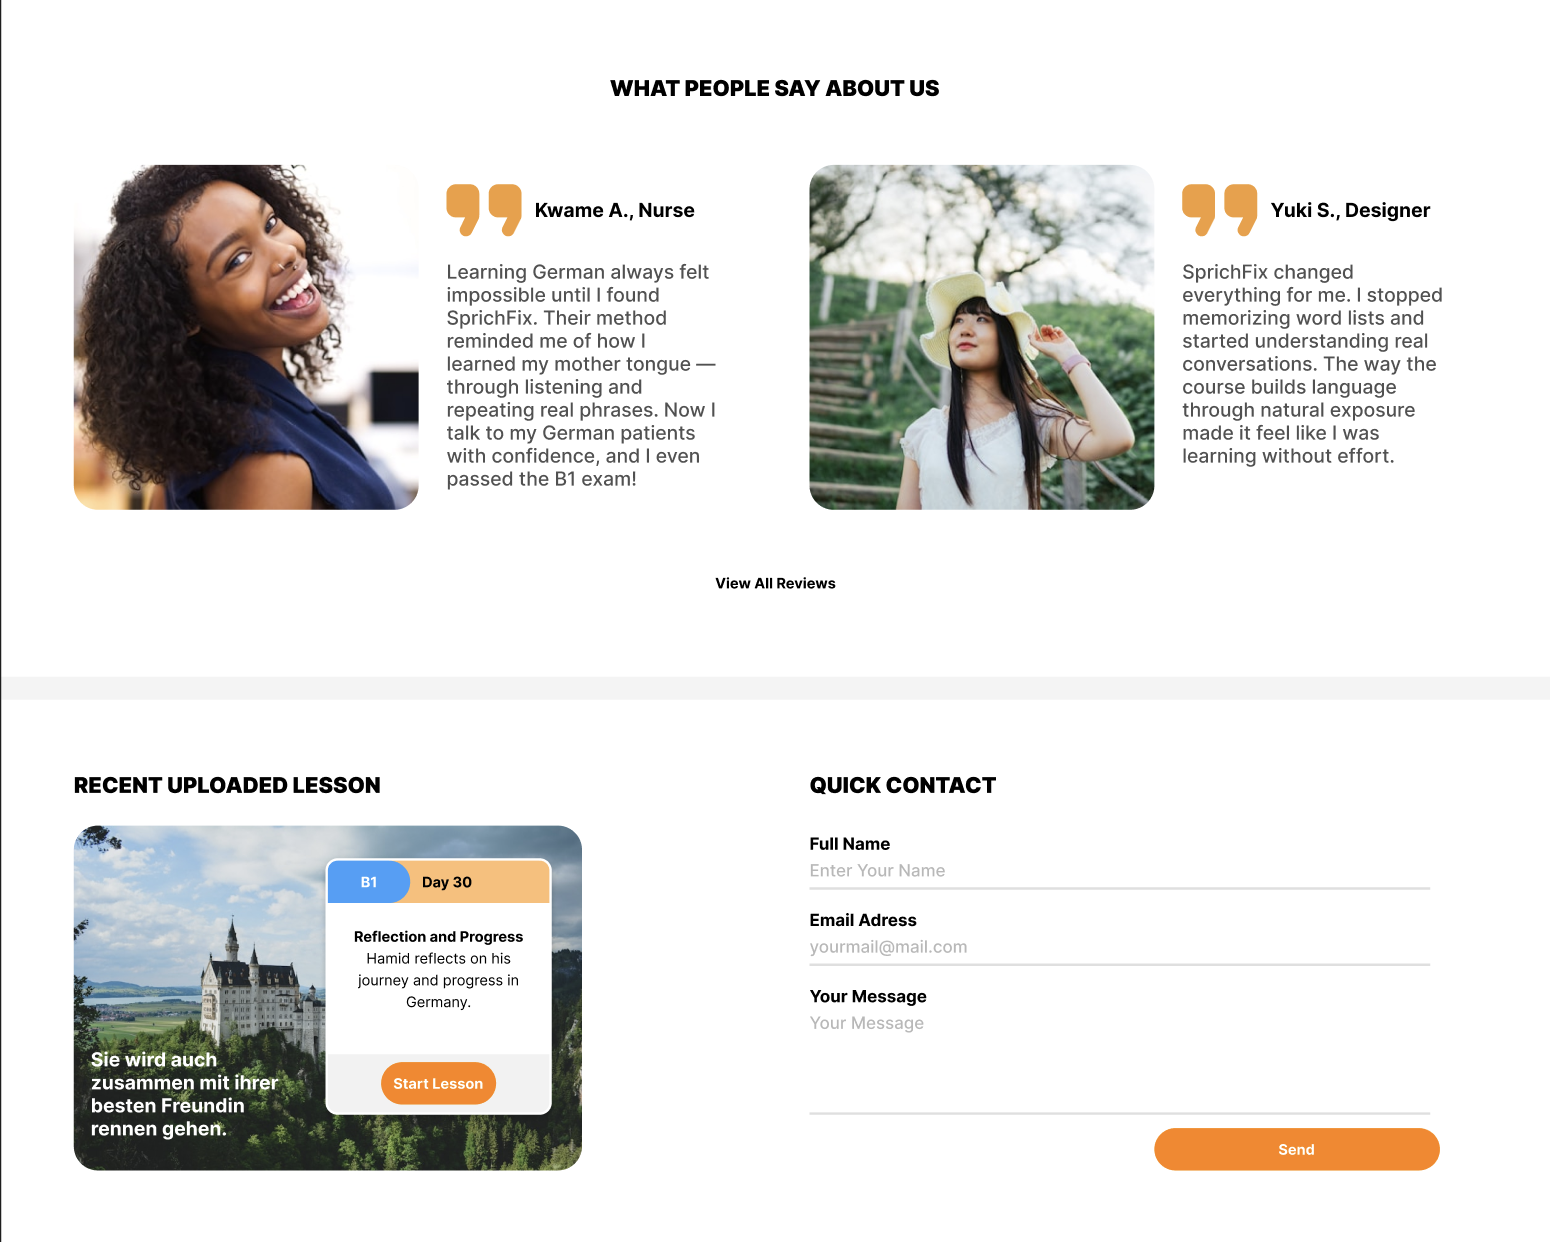 WHAT PEOPLE SAY ABOUT US
Kwame A., Nurse
Learning German always felt
impossible until I found
SprichFix. Their method
reminded me of how I
learned my mother tongue —
through listening and
repeating real phrases. Now I
talk to my German patients
with confidence, and I even
passed the B1 exam!
Yuki S., Designer
SprichFix changed
everything for me. I stopped
memorizing word lists and
started understanding real
conversations. The way the
course builds language
through natural exposure
made it feel like I was
learning without effort.
View All Reviews
RECENT UPLOADED LESSON
B1
Day 30
Reflection and Progress
Hamid reflects on his
journey and progress in
Germany.
Start Lesson
Sie wird auch
zusammen mit ihrer
besten Freundin
rennen gehen.
QUICK CONTACT
Full Name
Enter Your Name
Email Adress
yourmail@mail.com
Your Message
Your Message
Send